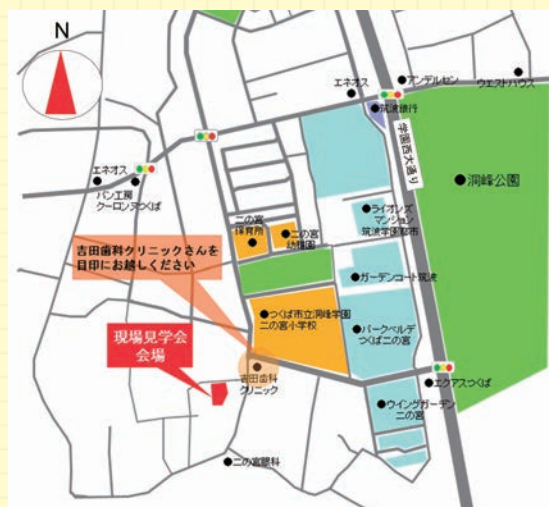 N
エネオス
アンデルセン
ウエストハウス
筑波銀行
学園西大通り
エネオス
パン工房
クーロンヌつくば
洞峰公園
二の宮
保育所
二の宮
幼稚園
ライオンズ
マンション
筑波学園都市
吉田歯科クリニックさんを
目印にお越しください
ガーデンコート筑波
つくば市立洞峰学園
二の宮小学校
パークベルデ
つくば二の宮
現場見学会
会場
吉田歯科
クリニック
エクアスつくば
ウイングガーデン
二の宮
二の宮眼科